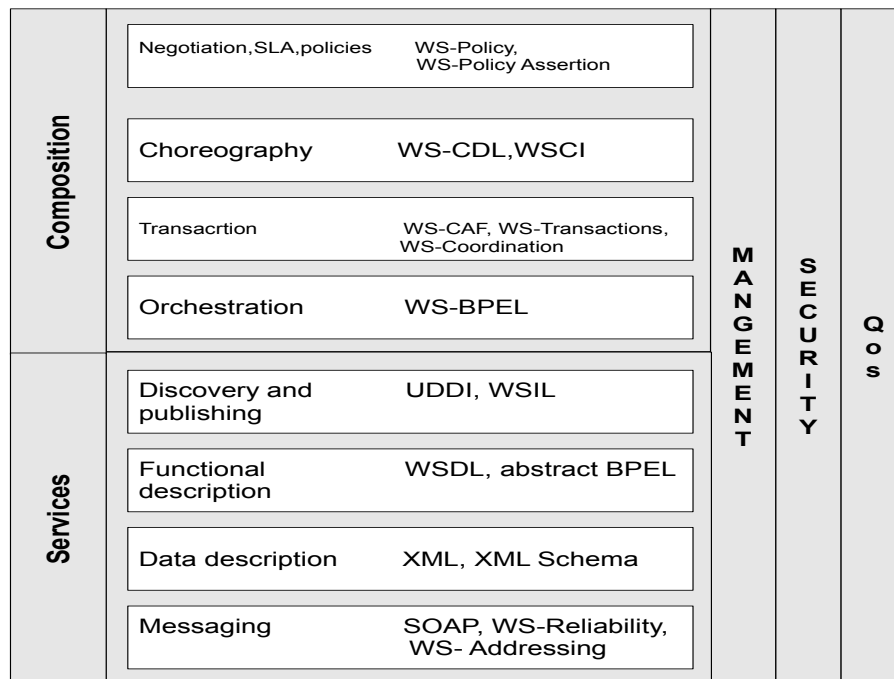 Composition
Negotiation,SLA,policies WS-Policy,
WS-Policy Assertion
Choreography WS-CDL,WSCI
Transacrtion WS-CAF, WS-Transactions,
WS-Coordination
Orchestration WS-BPEL
Services
Discovery and UDDI, WSIL
publishing
Functional WSDL, abstract BPEL
description
Data description XML, XML Schema
Messaging SOAP, WS-Reliability,
WS- Addressing
MANGEMENT
SECURITY
Qos